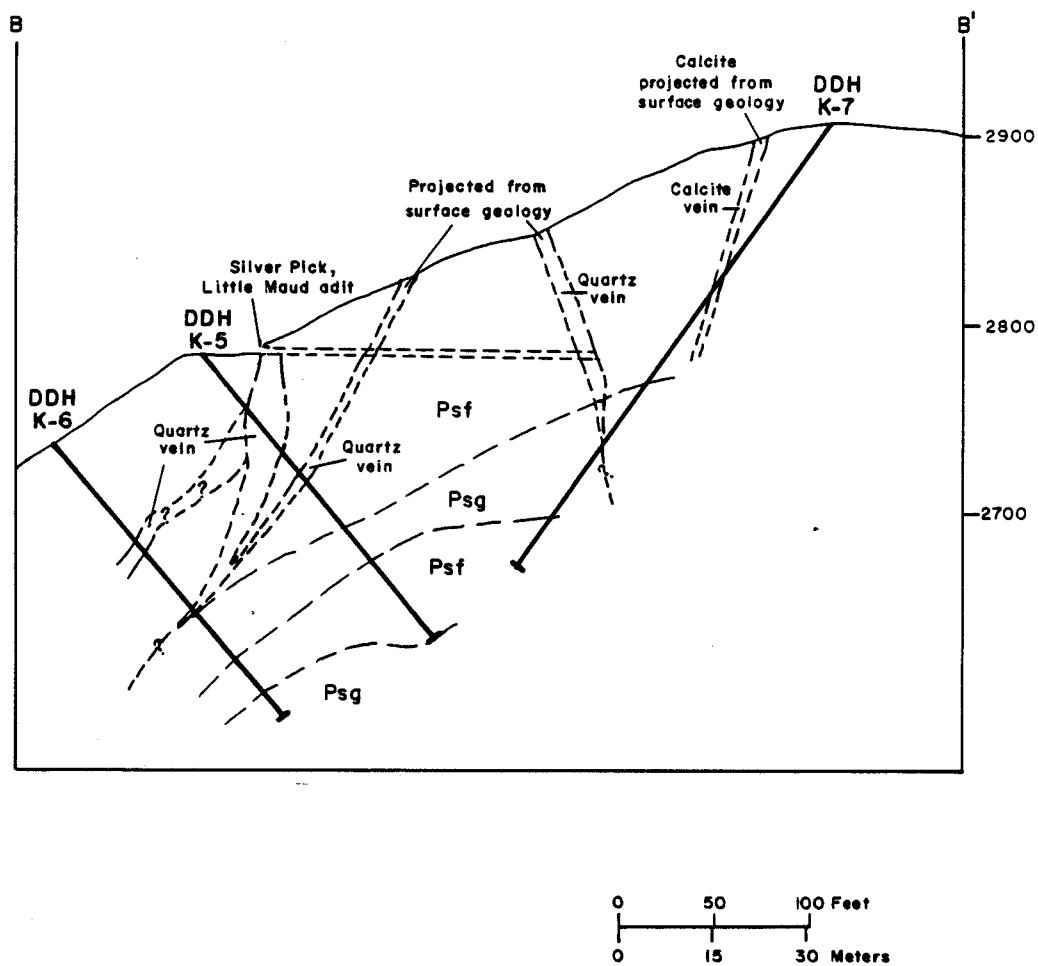 B
B'
Calcite
projected from
surface geology
DDH
K-7
2900
Projected from
surface geology
Calcite
vein
Silver Pick,
Little Maud adit
Quartz
vein
DDH
K-5
2800
DDH
K-6
Psf
Quartz
vein
Quartz
vein
?
?
?
Psg
2700
Psf
?
Psg
0 50 100 Feet
0 15 30 Meters